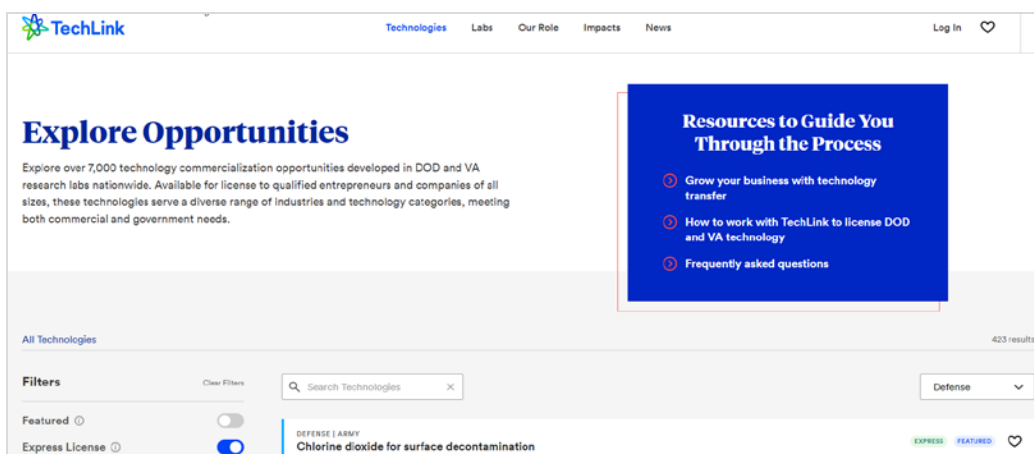 TechLink
Technologies Labs Our Role Impacts News
Log In
Explore Opportunities
Explore over 7,000 technology commercialization opportunities developed in DOD and VA
research labs nationwide. Available for license to qualified entrepreneurs and companies of all
sizes, these technologies serve a diverse range of industries and technology categories, meeting
both commercial and government needs.
Resources to Guide You
Through the Process
Grow your business with technology
transfer
How to work with TechLink to license DOD
and VA technology
Frequently asked questions
All Technologies
423 results
Filters
Clear Filters
Search Technologies
Defense
Featured
Express License
DEFENSE | ARMY
Chlorine dioxide for surface decontamination
EXPRESS FEATURED